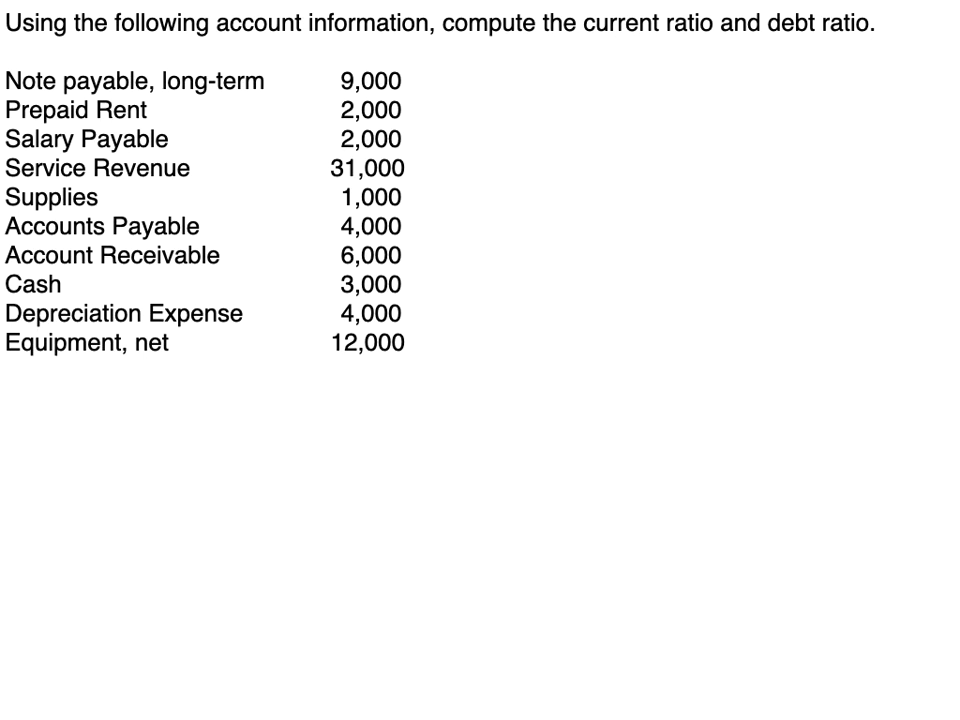 Using the following account information, compute the current ratio and debt ratio.
Note payable, long-term 9,000
Prepaid Rent 2,000
Salary Payable 2,000
Service Revenue 31,000
Supplies 1,000
Accounts Payable 4,000
Account Receivable 6,000
Cash 3,000
Depreciation Expense 4,000
Equipment, net 12,000